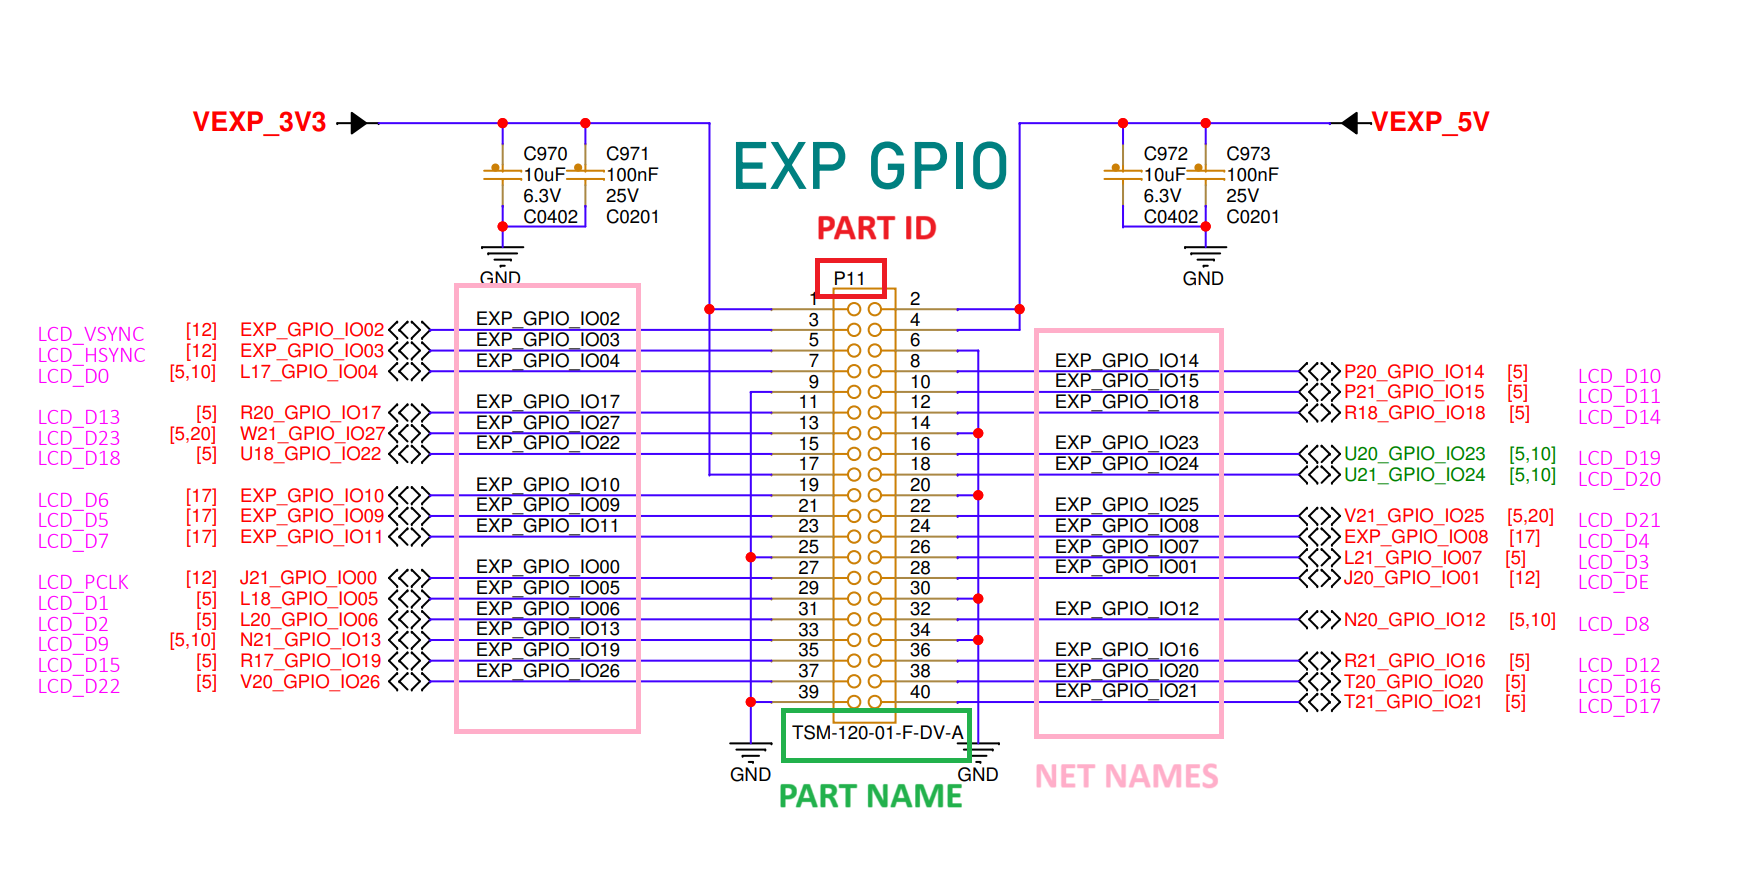 VEXP_3V3
VEXP_5V
EXP GPIO
C970
10uF
6.3V
C0402
C971
100nF
25V
C0201
C972
10uF
6.3V
C0402
C973
100nF
25V
C0201
GND
GND
PART ID
P11
1 2
3 4
5 6
7 8
9 10
11 12
13 14
15 16
17 18
19 20
21 22
23 24
25 26
27 28
29 30
31 32
33 34
35 36
37 38
39 40
LCD_VSYNC [12] EXP_GPIO_IO02 EXP_GPIO_IO02
LCD_HSYNC [12] EXP_GPIO_IO03 EXP_GPIO_IO03
LCD_D0 [5,10] L17_GPIO_IO04 EXP_GPIO_IO04
LCD_D13 [5] R20_GPIO_IO17 EXP_GPIO_IO17
LCD_D23 [5,20] W21_GPIO_IO27 EXP_GPIO_IO27
LCD_D18 [5] U18_GPIO_IO22 EXP_GPIO_IO22
LCD_D6 [17] EXP_GPIO_IO10 EXP_GPIO_IO10
LCD_D5 [17] EXP_GPIO_IO09 EXP_GPIO_IO09
LCD_D7 [17] EXP_GPIO_IO11 EXP_GPIO_IO11
LCD_PCLK [12] J21_GPIO_IO00 EXP_GPIO_IO00
LCD_D1 [5] L18_GPIO_IO05 EXP_GPIO_IO05
LCD_D2 [5] L20_GPIO_IO06 EXP_GPIO_IO06
LCD_D9 [5,10] N21_GPIO_IO13 EXP_GPIO_IO13
LCD_D15 [5] R17_GPIO_IO19 EXP_GPIO_IO19
LCD_D22 [5] V20_GPIO_IO26 EXP_GPIO_IO26
EXP_GPIO_IO14 P20_GPIO_IO14 [5] LCD_D10
EXP_GPIO_IO15 P21_GPIO_IO15 [5] LCD_D11
EXP_GPIO_IO18 R18_GPIO_IO18 [5] LCD_D14
EXP_GPIO_IO23 U20_GPIO_IO23 [5,10] LCD_D19
EXP_GPIO_IO24 U21_GPIO_IO24 [5,10] LCD_D20
EXP_GPIO_IO25 V21_GPIO_IO25 [5,20] LCD_D21
EXP_GPIO_IO08 EXP_GPIO_IO08 [17] LCD_D4
EXP_GPIO_IO07 L21_GPIO_IO07 [5] LCD_D3
EXP_GPIO_IO01 J20_GPIO_IO01 [12] LCD_DE
EXP_GPIO_IO12 N20_GPIO_IO12 [5,10] LCD_D8
EXP_GPIO_IO16 R21_GPIO_IO16 [5] LCD_D12
EXP_GPIO_IO20 T20_GPIO_IO20 [5] LCD_D16
EXP_GPIO_IO21 T21_GPIO_IO21 [5] LCD_D17
TSM-120-01-F-DV-A
GND
GND
PART NAME
NET NAMES